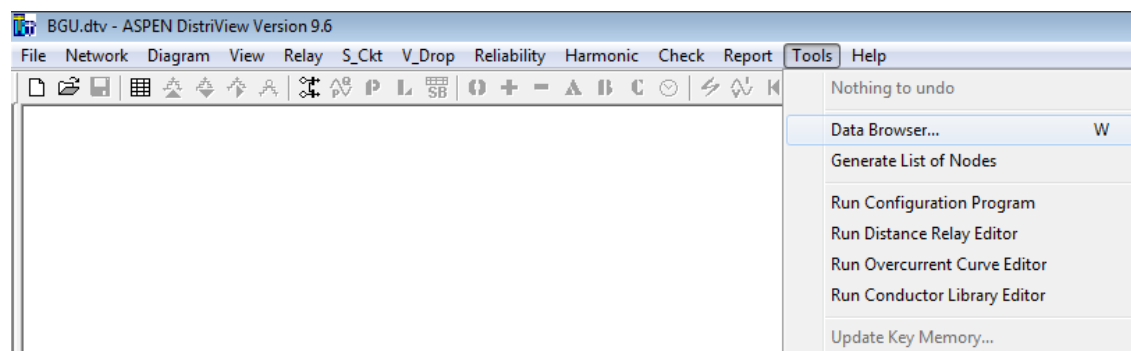 BGU.dtv - ASPEN DistriView Version 9.6
File Network Diagram View Relay S_Ckt V_Drop Reliability Harmonic Check Report Tools Help
P L SB A B C
Nothing to undo
Data Browser... W
Generate List of Nodes
Run Configuration Program
Run Distance Relay Editor
Run Overcurrent Curve Editor
Run Conductor Library Editor
Update Key Memory...